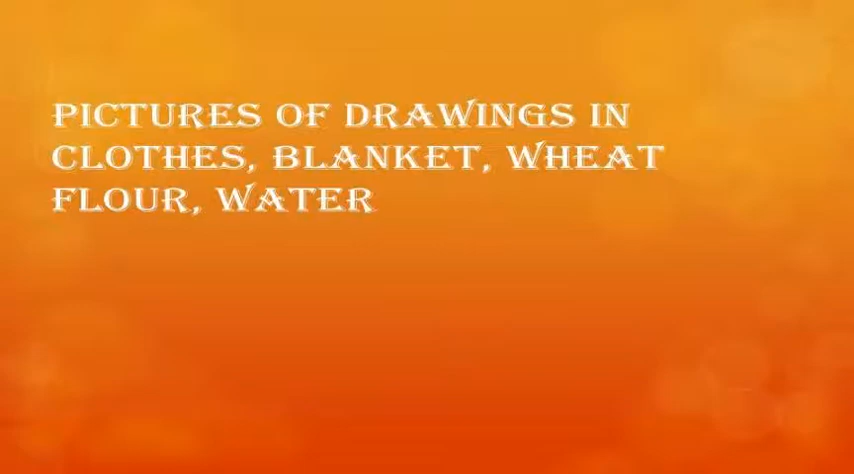 PICTURES OF DRAWINGS IN
CLOTHES, BLANKET, WHEAT
FLOUR, WATER